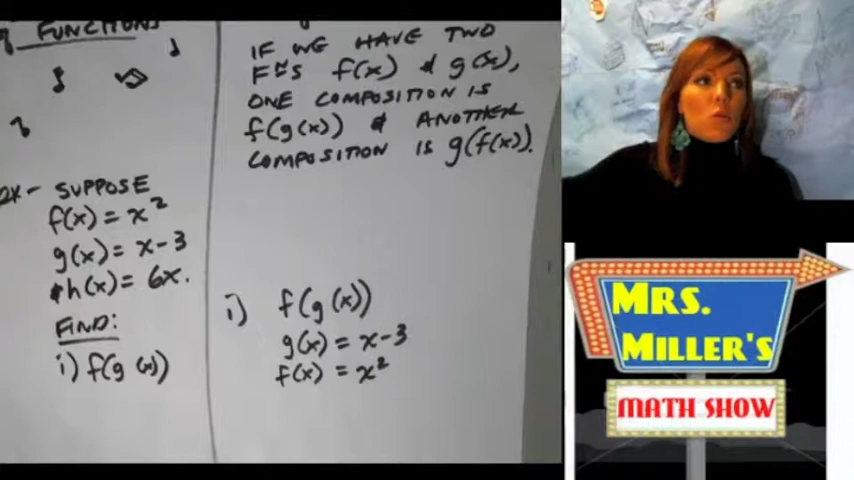 FUNCTIONS
EX - SUPPOSE
f(x) = x²
g(x) = x-3
h(x) = 6x.
FIND:
i) f(g(x))
IF WE HAVE TWO
f(x) & g(x),
ONE COMPOSITION IS
f(g(x)) & ANOTHER
COMPOSITION IS g(f(x)).
i) f(g(x))
g(x) = x-3
f(x) = x²
MRS.
MILLER'S
MATH SHOW